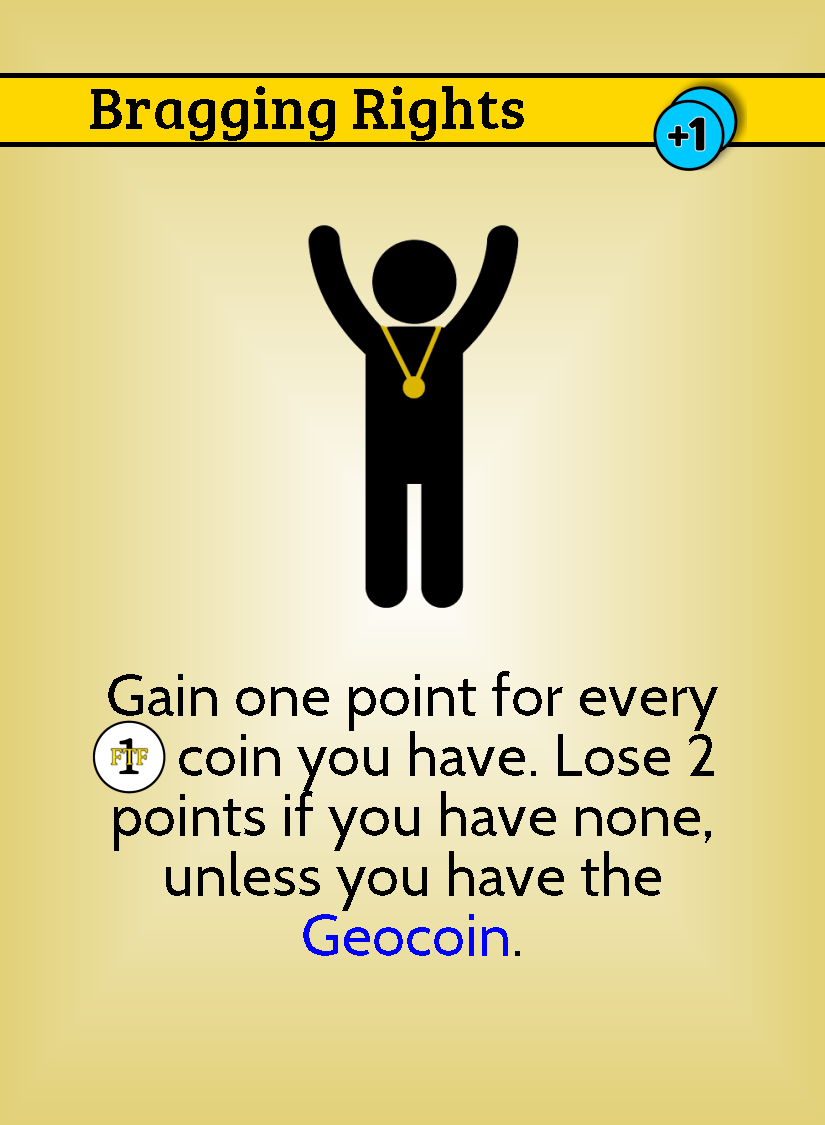 Bragging Rights
+1
Gain one point for every
1 FTF coin you have. Lose 2
points if you have none,
unless you have the
Geocoin.